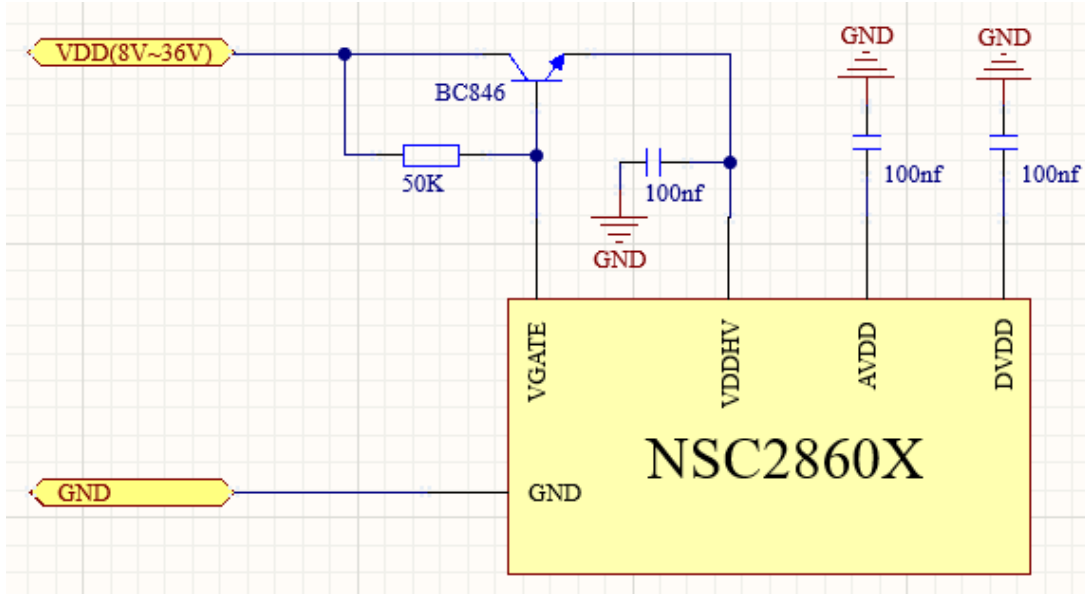 VDD(8V~36V)
BC846
50K
100nf
GND
GND
100nf
GND
100nf
VGATE
VDDHV
AVDD
DVDD
NSC2860X
GND
GND